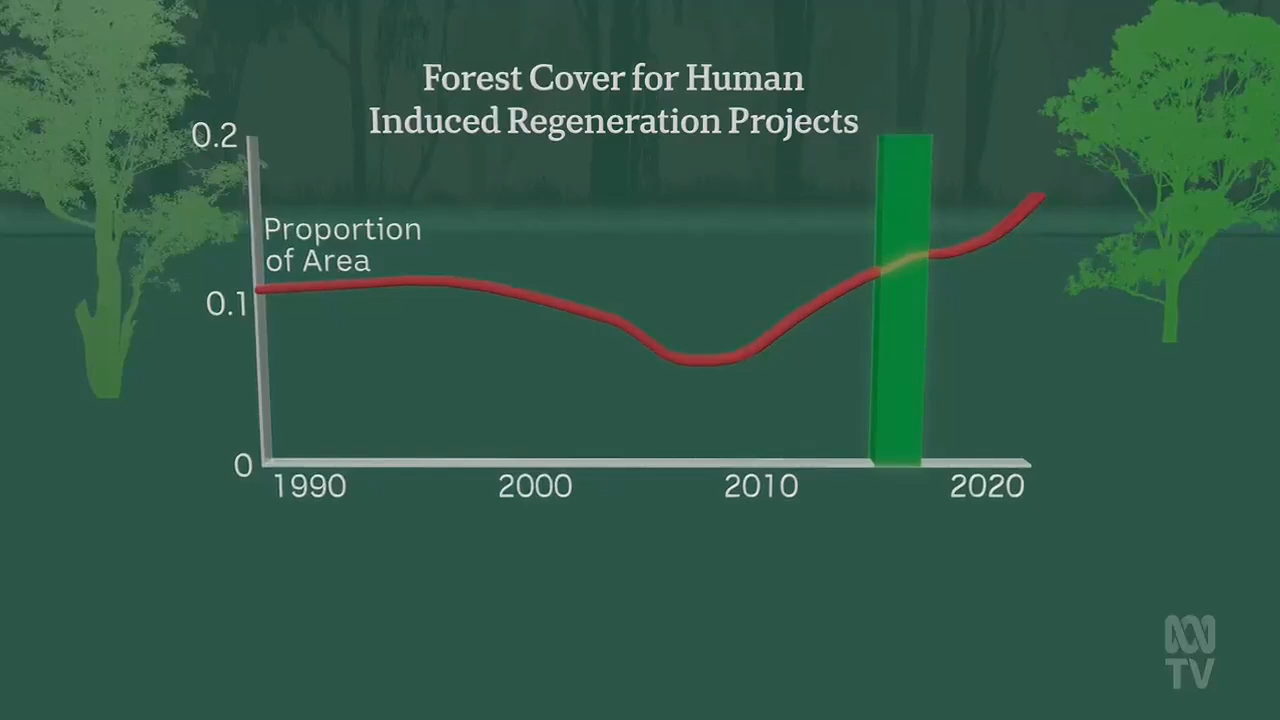 Forest Cover for Human
Induced Regeneration Projects
0.2
Proportion
of Area
0.1
0
1990 2000 2010 2020
TV